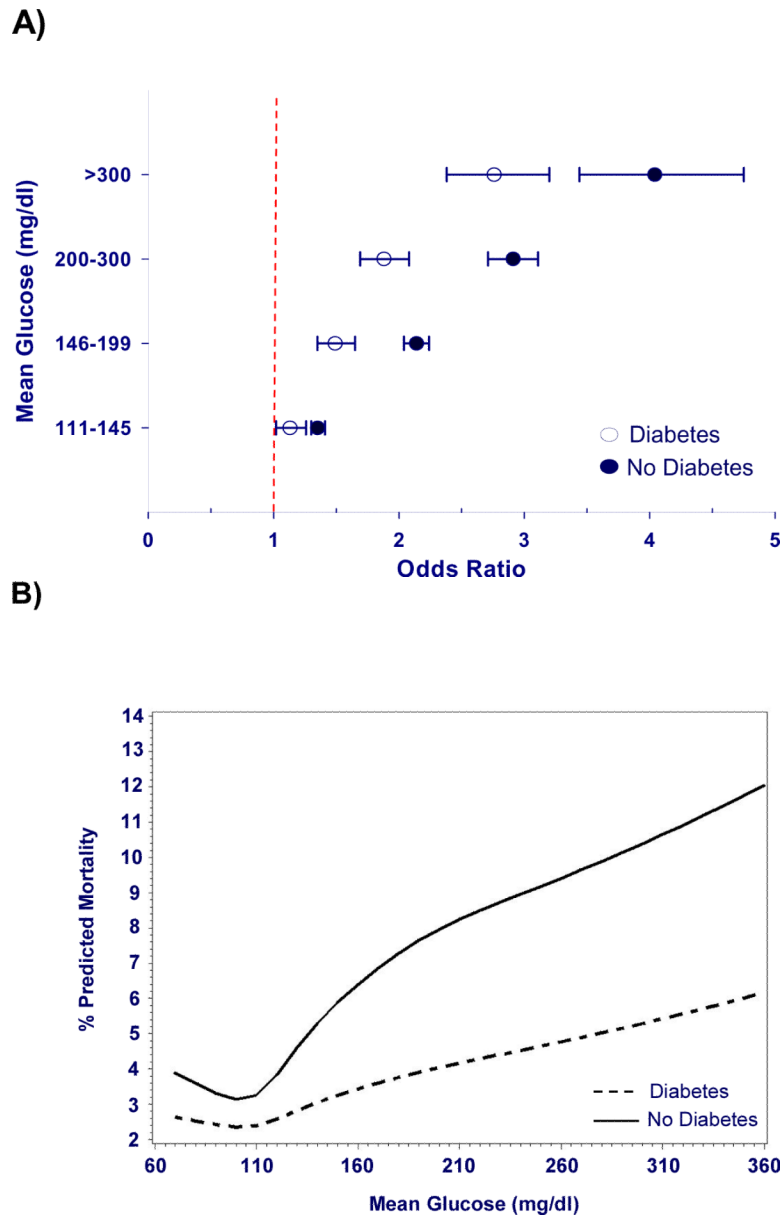 A)
Mean Glucose (mg/dl)
>300
200-300
146-199
111-145
Diabetes
No Diabetes
0 1 2 3 4 5
Odds Ratio
B)
% Predicted Mortality
14
13
12
11
10
9
8
7
6
5
4
3
2
Diabetes
No Diabetes
60 110 160 210 260 310 360
Mean Glucose (mg/dl)